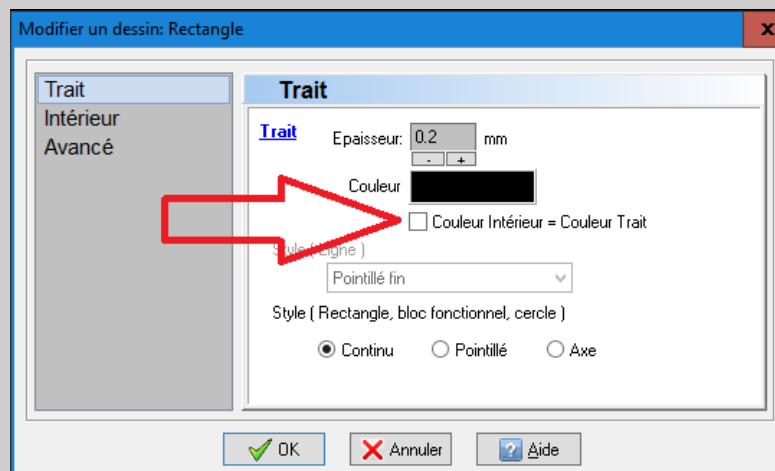 Modifier un dessin: Rectangle
x
Trait
Intérieur
Avancé
Trait
Trait
Epaisseur: 0.2 mm
- +
Couleur
Couleur Intérieur = Couleur Trait
Style ( Ligne )
Pointillé fin
Style ( Rectangle, bloc fonctionnel, cercle )
Continu Pointillé Axe
OK Annuler ? Aide